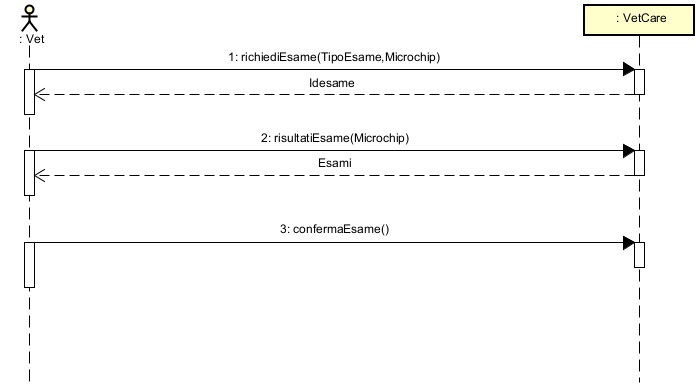 : Vet
: VetCare
1: richiediEsame(TipoEsame,Microchip)
Idesame
2: risultatiEsame(Microchip)
Esami
3: confermaEsame()